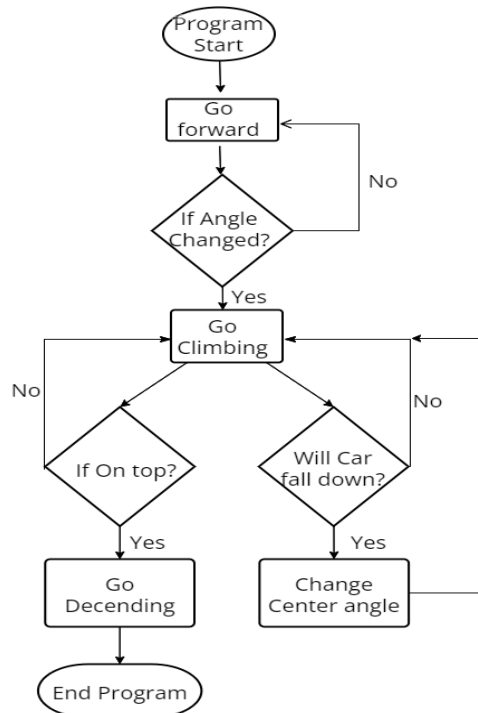 Program
Start
Go
forward
No
If Angle
Changed?
Yes
Go
Climbing
No
No
If On top?
Will Car
fall down?
Yes
Yes
Go
Decending
Change
Center angle
End Program